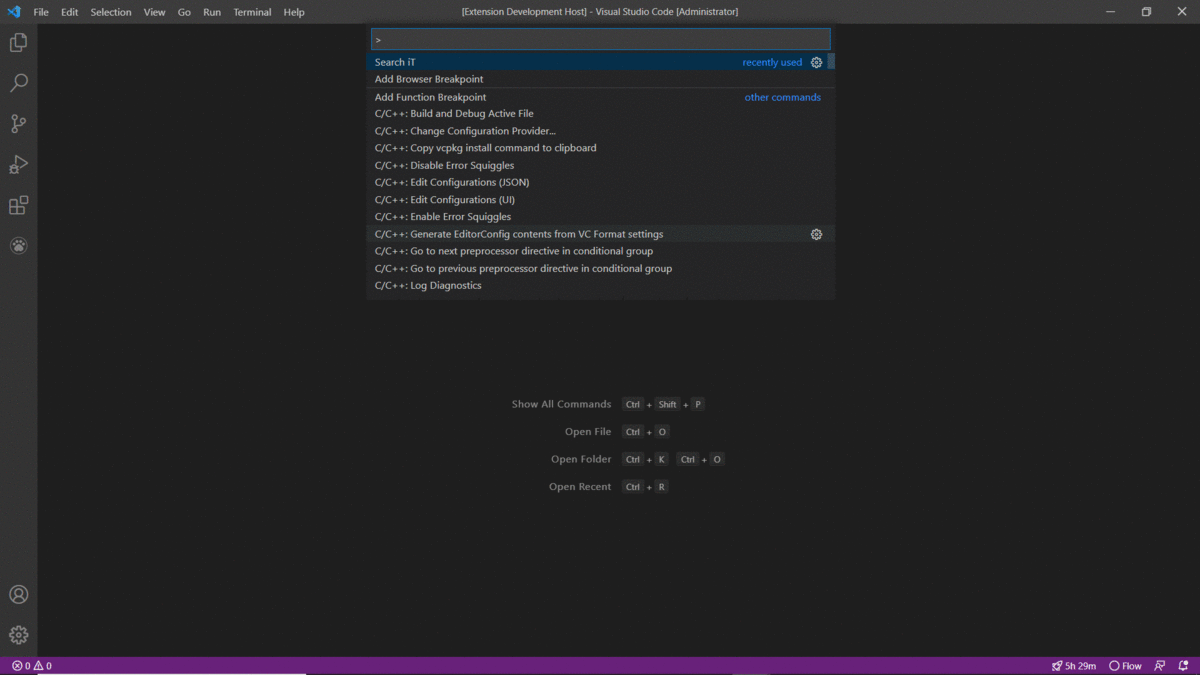 File Edit Selection View Go Run Terminal Help [Extension Development Host] - Visual Studio Code [Administrator]
>
Search iT recently used
Add Browser Breakpoint
Add Function Breakpoint other commands
C/C++: Build and Debug Active File
C/C++: Change Configuration Provider...
C/C++: Copy vcpkg install command to clipboard
C/C++: Disable Error Squiggles
C/C++: Edit Configurations (JSON)
C/C++: Edit Configurations (UI)
C/C++: Enable Error Squiggles
C/C++: Generate EditorConfig contents from VC Format settings
C/C++: Go to next preprocessor directive in conditional group
C/C++: Go to previous preprocessor directive in conditional group
C/C++: Log Diagnostics
Show All Commands Ctrl + Shift + P
Open File Ctrl + O
Open Folder Ctrl + K Ctrl + O
Open Recent Ctrl + R
0 0 5h 29m Flow